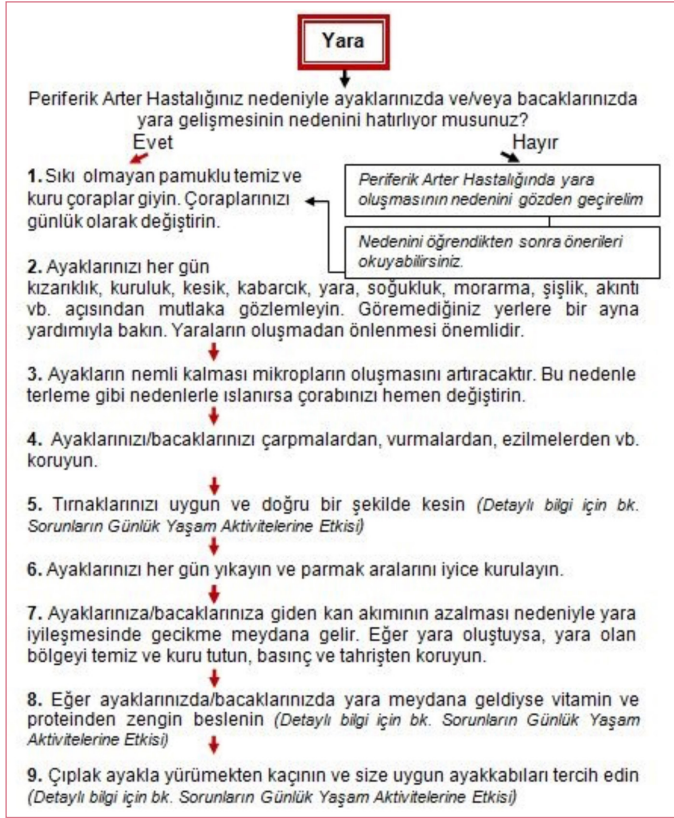 Yara
Periferik Arter Hastalığınız nedeniyle ayaklarınızda ve/veya bacaklarınızda
yara gelişmesinin nedenini hatırlıyor musunuz?
Evet
Hayır
1. Sıkı olmayan pamuklu temiz ve
kuru çoraplar giyin. Çoraplarınızı
günlük olarak değiştirin.
Periferik Arter Hastalığında yara
oluşmasının nedenini gözden geçirelim
Nedenini öğrendikten sonra önerileri
okuyabilirsiniz.
2. Ayaklarınızı her gün
kızarıklık, kuruluk, kesik, kabarcık, yara, soğukluk, morarma, şişlik, akıntı
vb. açısından mutlaka gözlemleyin. Göremediğiniz yerlere bir ayna
yardımıyla bakın. Yaraların oluşmadan önlenmesi önemlidir.
3. Ayakların nemli kalması mikropların oluşmasını artıracaktır. Bu nedenle
terleme gibi nedenlerle ıslanırsa çorabınızı hemen değiştirin.
4. Ayaklarınızı/bacaklarınızı çarpmalardan, vurmalardan, ezilmelerden vb.
koruyun.
5. Tırnaklarınızı uygun ve doğru bir şekilde kesin (Detaylı bilgi için bk.
Sorunların Günlük Yaşam Aktivitelerine Etkisi)
6. Ayaklarınızı her gün yıkayın ve parmak aralarını iyice kurulayın.
7. Ayaklarınıza/bacaklarınıza giden kan akımının azalması nedeniyle yara
iyileşmesinde gecikme meydana gelir. Eğer yara oluştuysa, yara olan
bölgeyi temiz ve kuru tutun, basınç ve tahrişten koruyun.
8. Eğer ayaklarınızda/bacaklarınızda yara meydana geldiyse vitamin ve
proteinden zengin beslenin (Detaylı bilgi için bk. Sorunların Günlük Yaşam
Aktivitelerine Etkisi)
9. Çıplak ayakla yürümekten kaçının ve size uygun ayakkabıları tercih edin
(Detaylı bilgi için bk. Sorunların Günlük Yaşam Aktivitelerine Etkisi)